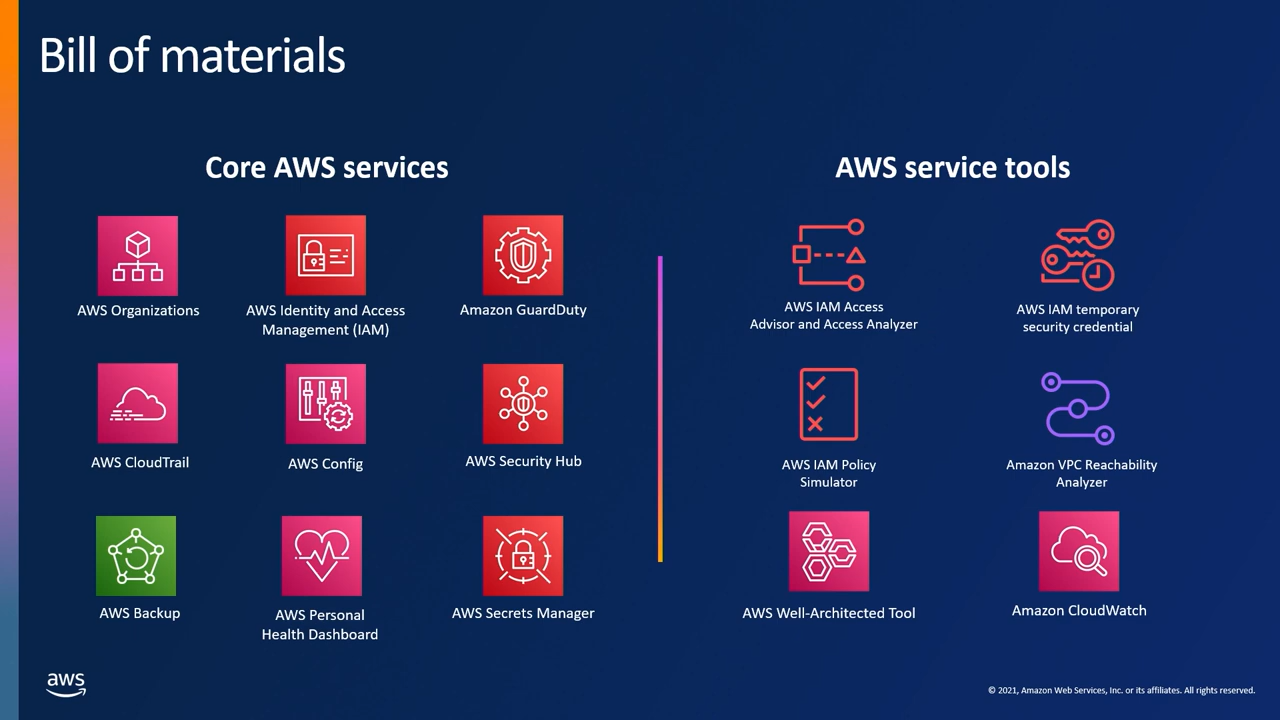 Bill of materials
Core AWS services
AWS Organizations
AWS Identity and Access
Management (IAM)
Amazon GuardDuty
AWS CloudTrail
AWS Config
AWS Security Hub
AWS Backup
AWS Personal
Health Dashboard
AWS Secrets Manager
AWS service tools
AWS IAM Access
Advisor and Access Analyzer
AWS IAM temporary
security credential
AWS IAM Policy
Simulator
Amazon VPC Reachability
Analyzer
AWS Well-Architected Tool
Amazon CloudWatch
aws
© 2021, Amazon Web Services, Inc. or its affiliates. All rights reserved.